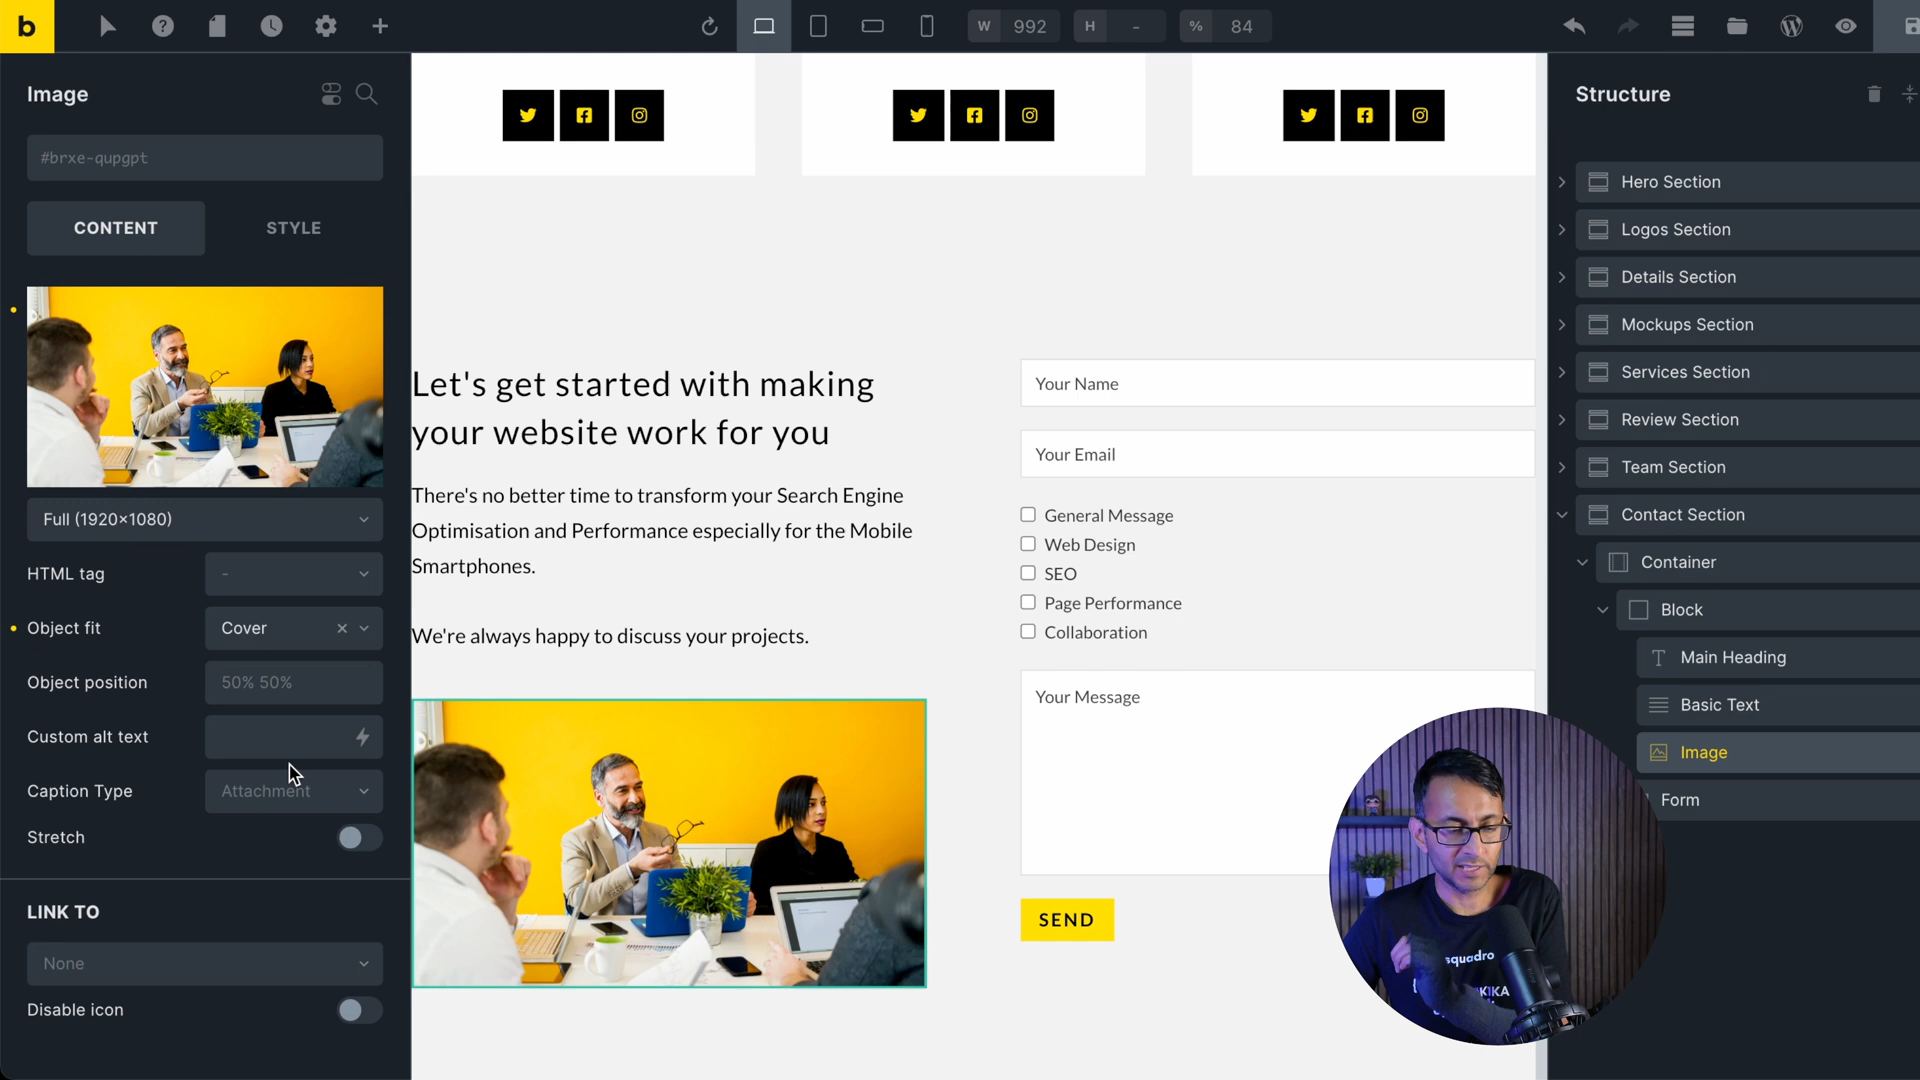 b
W 992 H - % 84
Image
#brxe-qupgpt
CONTENT STYLE
Full (1920×1080)
HTML tag -
Object fit Cover
Object position 50% 50%
Custom alt text
Caption Type Attachment
Stretch
LINK TO
None
Disable icon
Let's get started with making
your website work for you
There's no better time to transform your Search Engine
Optimisation and Performance especially for the Mobile
Smartphones.
We're always happy to discuss your projects.
Your Name
Your Email
General Message
Web Design
SEO
Page Performance
Collaboration
Your Message
SEND
squadro
Structure
Hero Section
Logos Section
Details Section
Mockups Section
Services Section
Review Section
Team Section
Contact Section
Container
Block
Main Heading
Basic Text
Image
Form